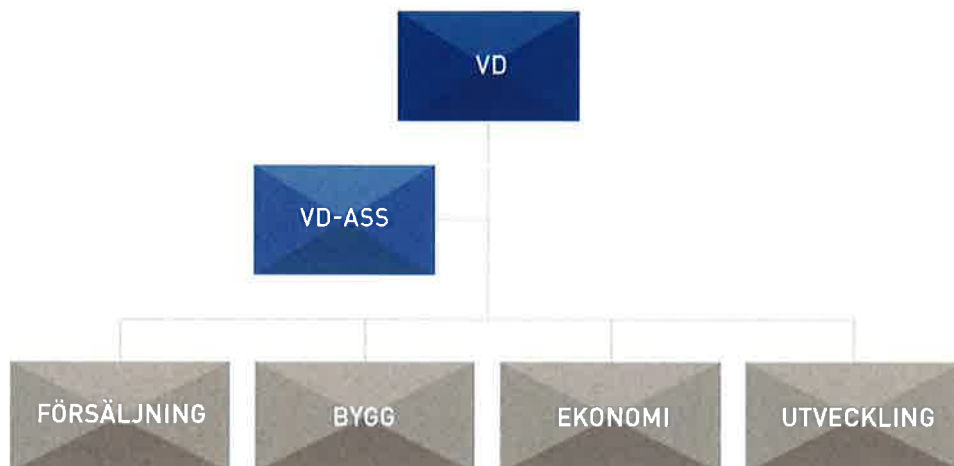 VD
VD-ASS
FÖRSÄLJNING
BYGG
EKONOMI
UTVECKLING